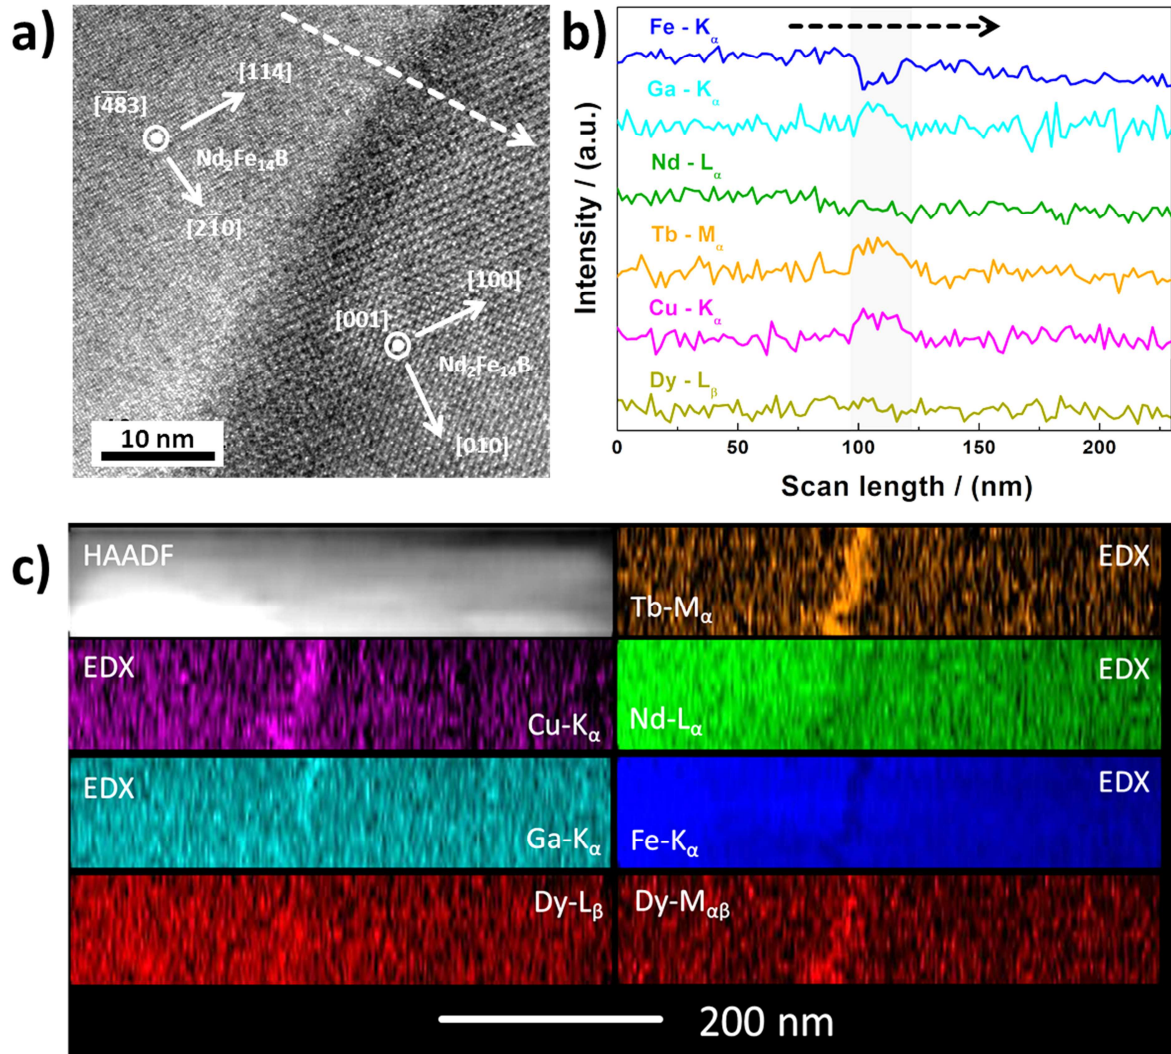 a)
[114]
[4̅8̅3]
Nd₂Fe₁₄B
[21̅0]
[100]
[001]
Nd₂Fe₁₄B
[010]
10 nm
b)
Fe - Kα
Ga - Kα
Nd - Lα
Tb - Mα
Cu - Kα
Dy - Lβ
Intensity / (a.u.)
0 50 100 150 200
Scan length / (nm)
c)
HAADF
EDX
Tb-Mα
EDX
Cu-Kα
EDX
Nd-Lα
EDX
Ga-Kα
EDX
Fe-Kα
Dy-Lβ
Dy-Mαβ
200 nm